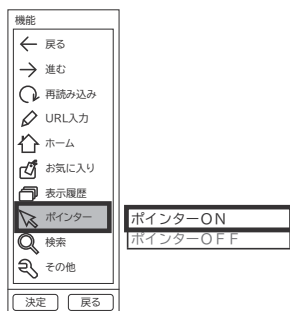 機能
戻る
進む
再読み込み
URL入力
ホーム
お気に入り
表示履歴
ポインター
ポインターON
ポインターOFF
検索
その他
決定
戻る